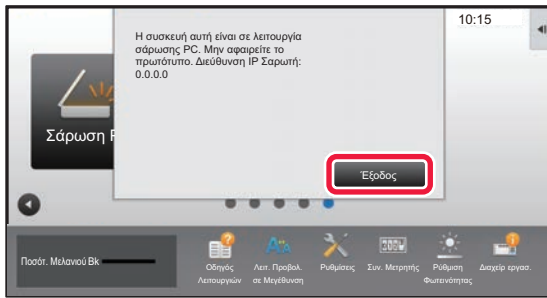 10:15
Η συσκευή αυτή είναι σε λειτουργία
σάρωσης PC. Μην αφαιρείτε το
πρωτότυπο. Διεύθυνση IP Σαρωτή:
0.0.0.0
Σάρωση
Έξοδος
Ποσότ. Μελανιού Bk
Οδηγός
Λειτουργιών
Λειτ. Προβολ.
σε Μεγέθυνση
Ρυθμίσεις
Συν. Μετρητής
Ρύθμιση
Φωτεινότητας
Διαχείρ εργασ.